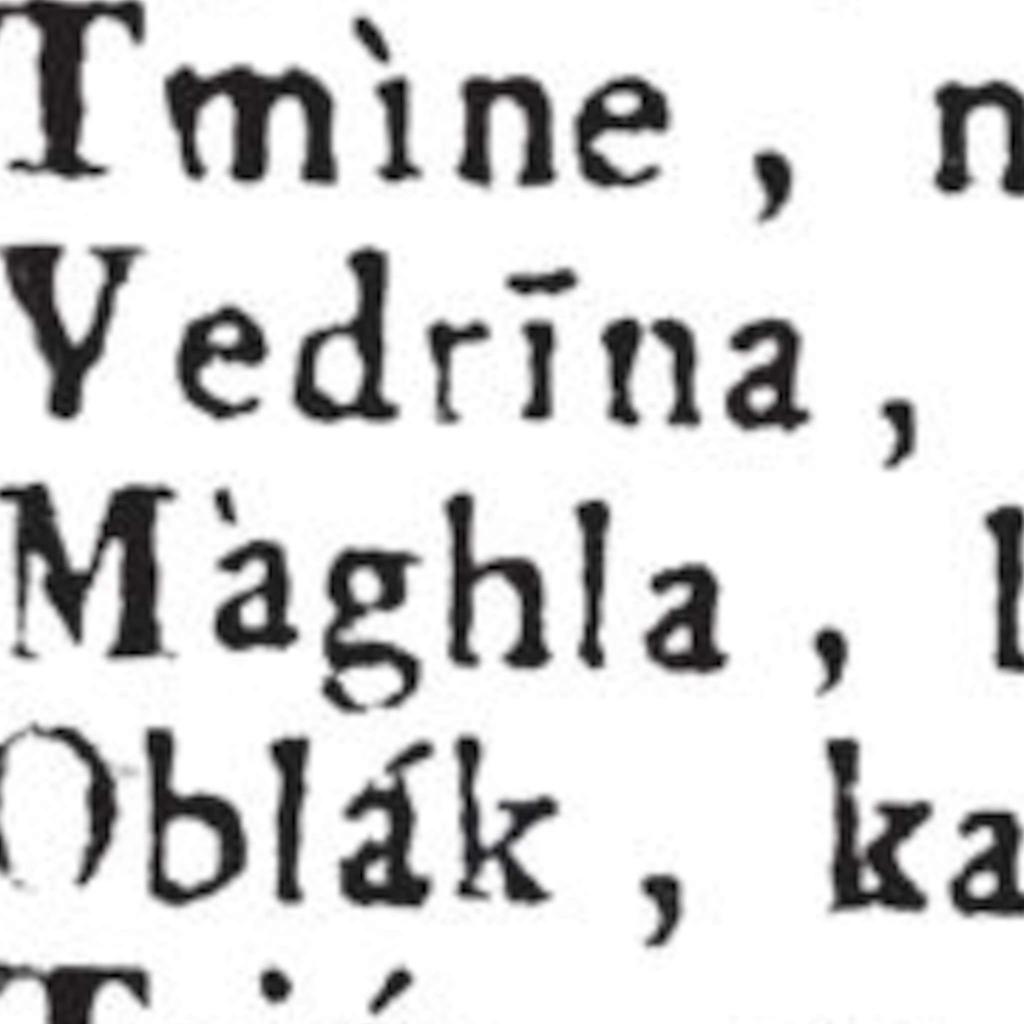 Tmìne,
Vedrīna,
Màghla,
Oblák, ka